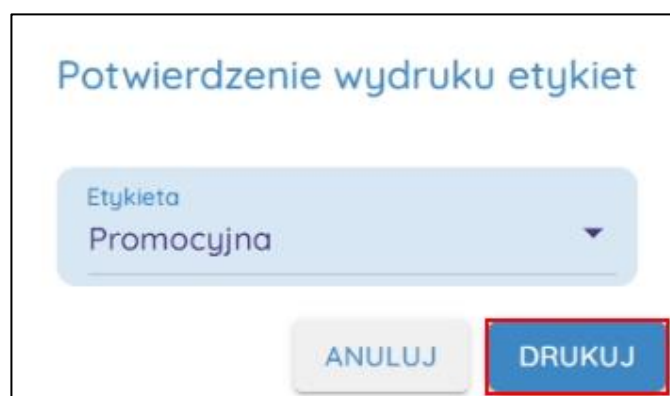 Potwierdzenie wydruku etykiet
Etykieta
Promocyjna
ANULUJ DRUKUJ